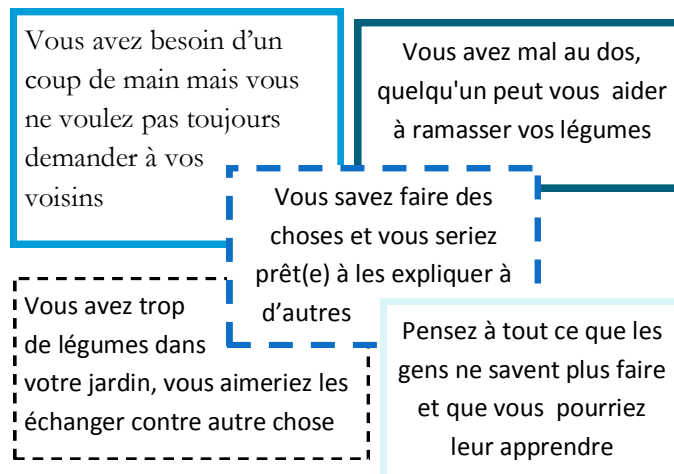 Vous avez besoin d’un
coup de main mais vous
ne voulez pas toujours
demander à vos
voisins
Vous avez mal au dos,
quelqu'un peut vous aider
à ramasser vos légumes
Vous savez faire des
choses et vous seriez
prêt(e) à les expliquer à
d’autres
Vous avez trop
de légumes dans
votre jardin, vous aimeriez les
échanger contre autre chose
Pensez à tout ce que les
gens ne savent plus faire
et que vous pourriez
leur apprendre